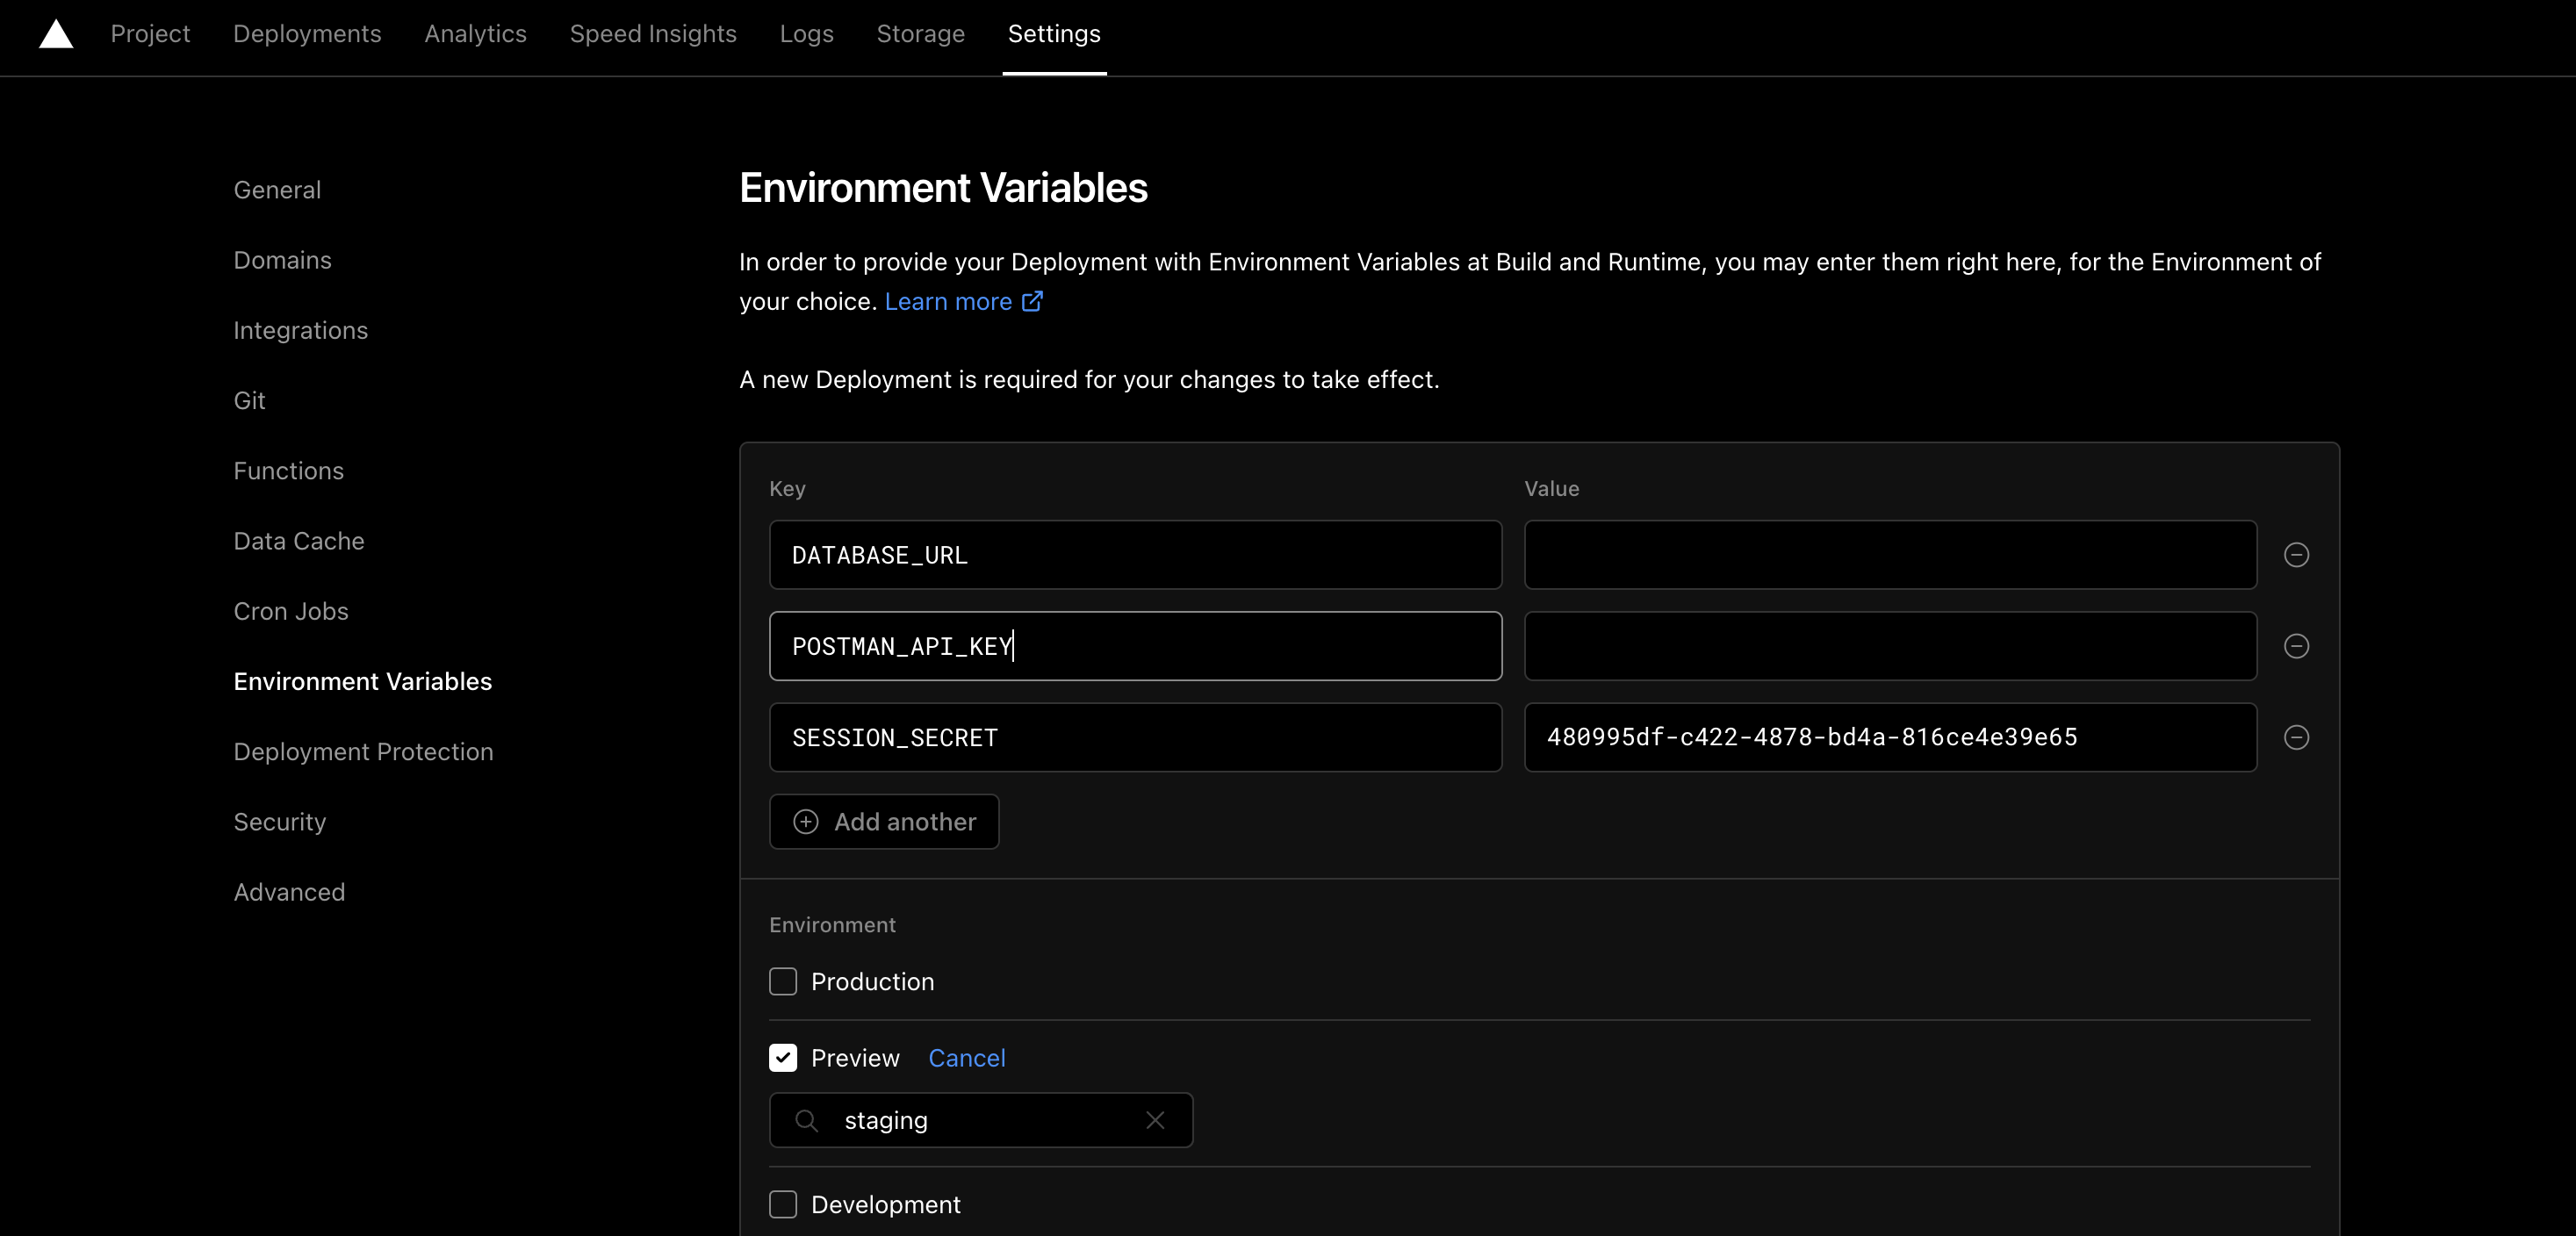 Project Deployments Analytics Speed Insights Logs Storage Settings
General
Domains
Integrations
Git
Functions
Data Cache
Cron Jobs
Environment Variables
Deployment Protection
Security
Advanced
Environment Variables
In order to provide your Deployment with Environment Variables at Build and Runtime, you may enter them right here, for the Environment of
your choice. Learn more
A new Deployment is required for your changes to take effect.
Key Value
DATABASE_URL
POSTMAN_API_KEY
SESSION_SECRET 480995df-c422-4878-bd4a-816ce4e39e65
Add another
Environment
Production
Preview Cancel
staging
Development